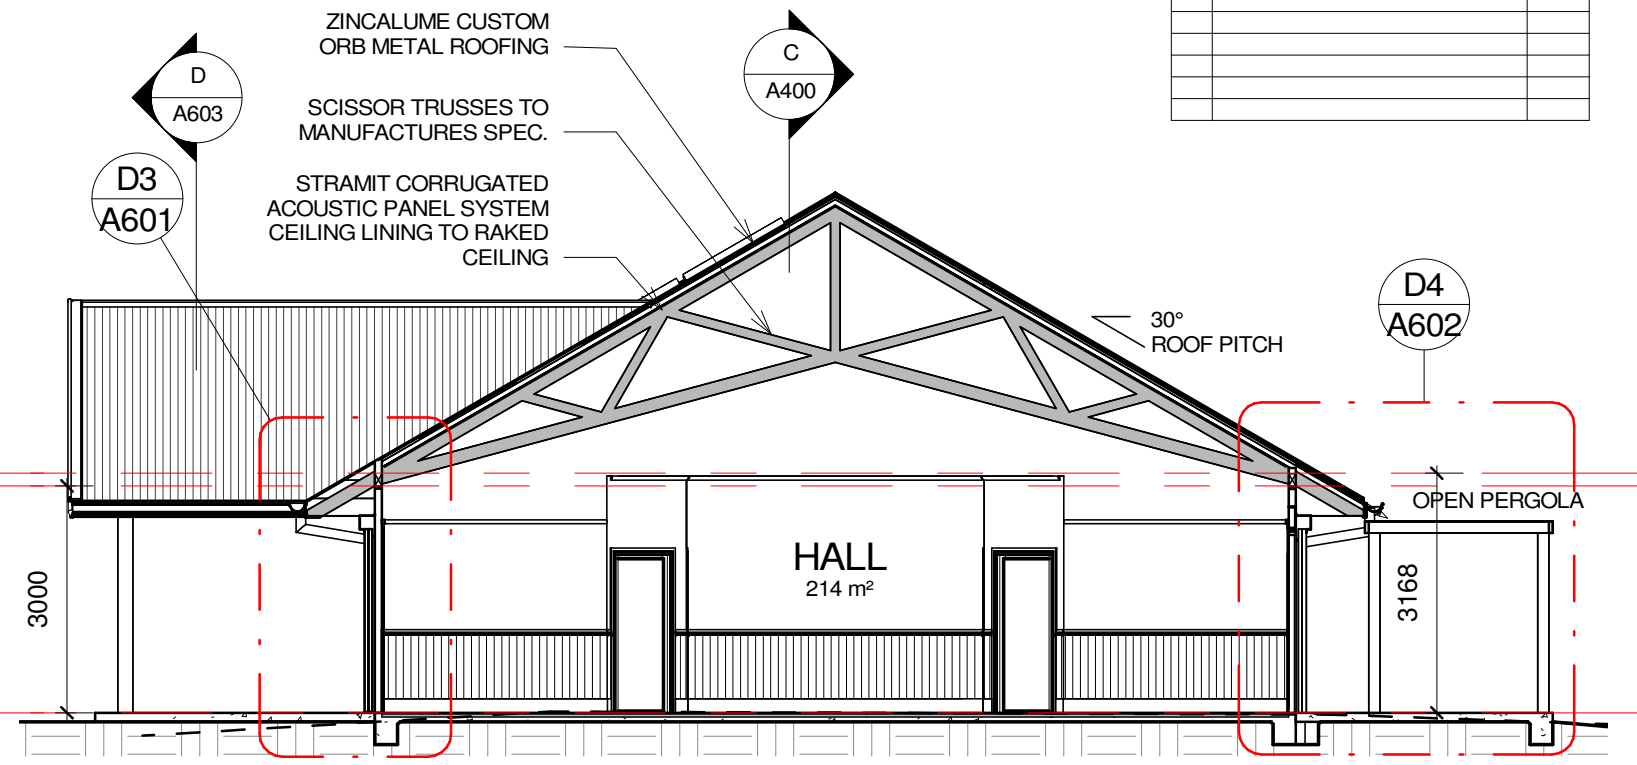 ZINCALUME CUSTOM
ORB METAL ROOFING
C
A400
D
A603
SCISSOR TRUSSES TO
MANUFACTURES SPEC.
D3
A601
STRAMIT CORRUGATED
ACOUSTIC PANEL SYSTEM
CEILING LINING TO RAKED
CEILING
D4
A602
30°
ROOF PITCH
OPEN PERGOLA
HALL
214 m²
3000
3168